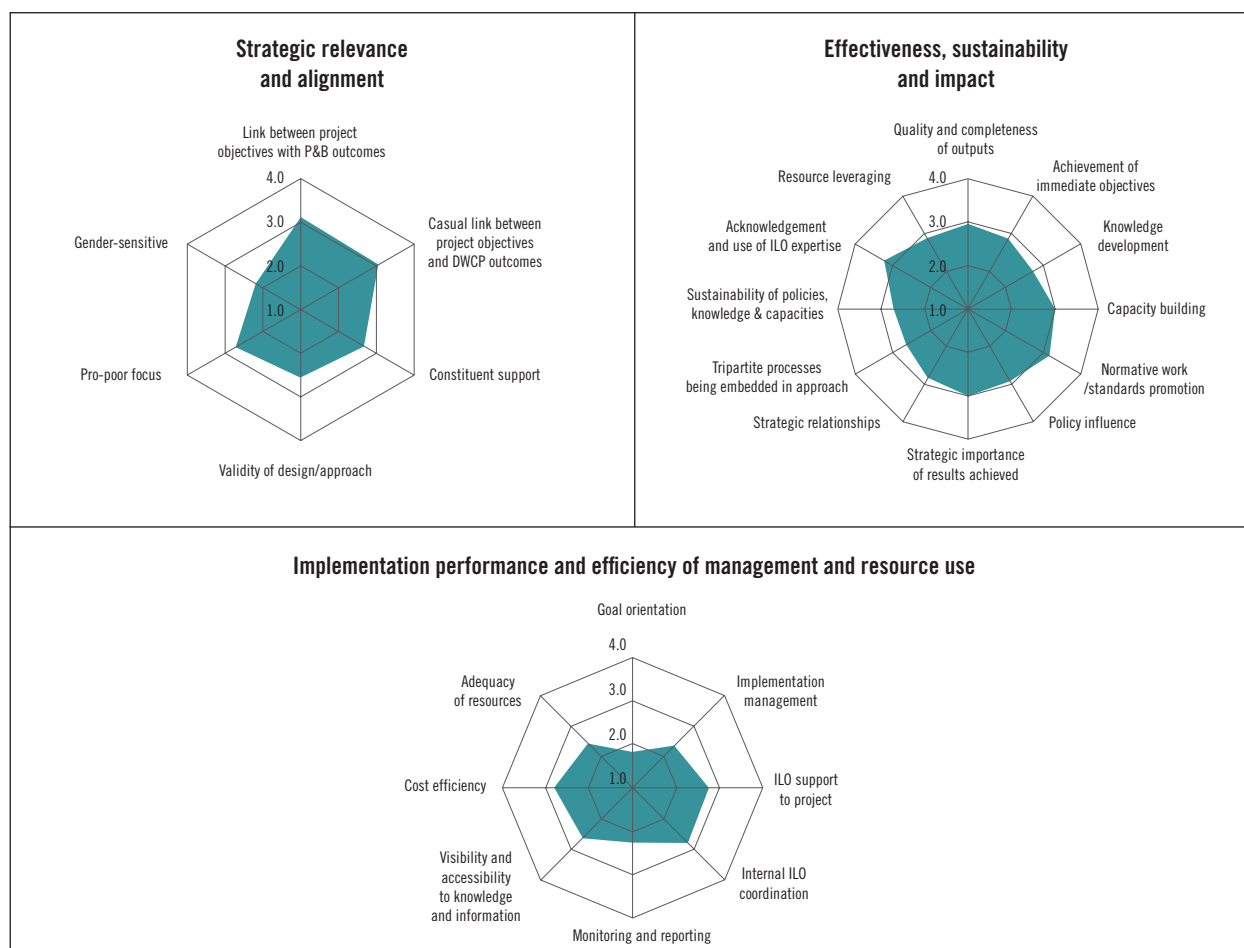 Strategic relevance
and alignment
Link between project
objectives with P&B outcomes
4.0
3.0
2.0
1.0
Casual link between
project objectives
and DWCP outcomes
Constituent support
Validity of design/approach
Pro-poor focus
Gender-sensitive
Effectiveness, sustainability
and impact
Quality and completeness
of outputs
4.0
3.0
2.0
1.0
Achievement of
immediate objectives
Knowledge
development
Capacity building
Normative work
/standards promotion
Policy influence
Strategic importance
of results achieved
Strategic relationships
Tripartite processes
being embedded in approach
Sustainability of policies,
knowledge & capacities
Acknowledgement
and use of ILO expertise
Resource leveraging
Implementation performance and efficiency of management and resource use
Goal orientation
4.0
3.0
2.0
1.0
Implementation
management
ILO support
to project
Internal ILO
coordination
Monitoring and reporting
Visibility and
accessibility
to knowledge
and information
Cost efficiency
Adequacy
of resources